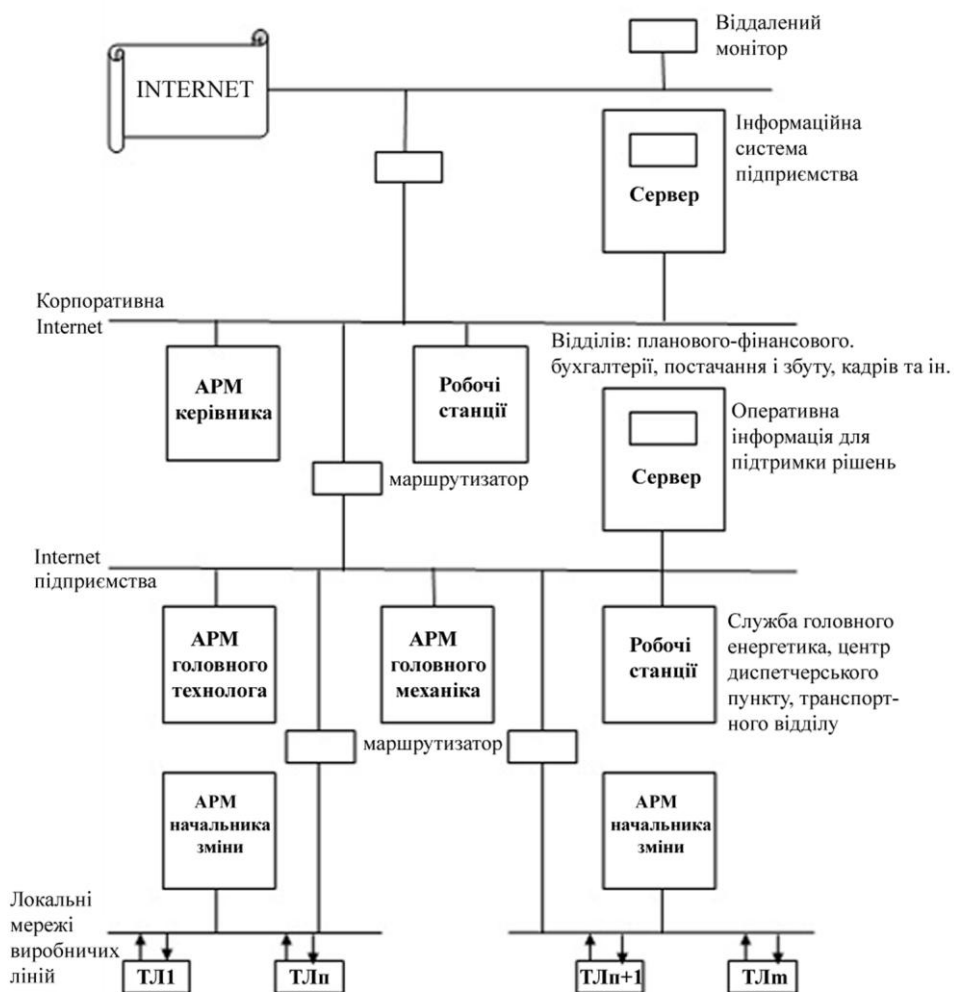 Віддалений
монітор
INTERNET
Інформаційна
система
підприємства
Сервер
Корпоративна
Internet
Відділів: планового-фінансового.
бухгалтерії, постачання і збуту, кадрів та ін.
АРМ
керівника
Робочі
станції
Оперативна
інформація для
підтримки рішень
Сервер
маршрутизатор
Internet
підприємства
АРМ
головного
технолога
АРМ
головного
механіка
Робочі
станції
Служба головного
енергетика, центр
диспетчерського
пункту, транспорт-
ного відділу
маршрутизатор
АРМ
начальника
зміни
АРМ
начальника
зміни
Локальні
мережі
виробничих
ліній
ТЛ1
ТЛп
ТЛп+1
ТЛm